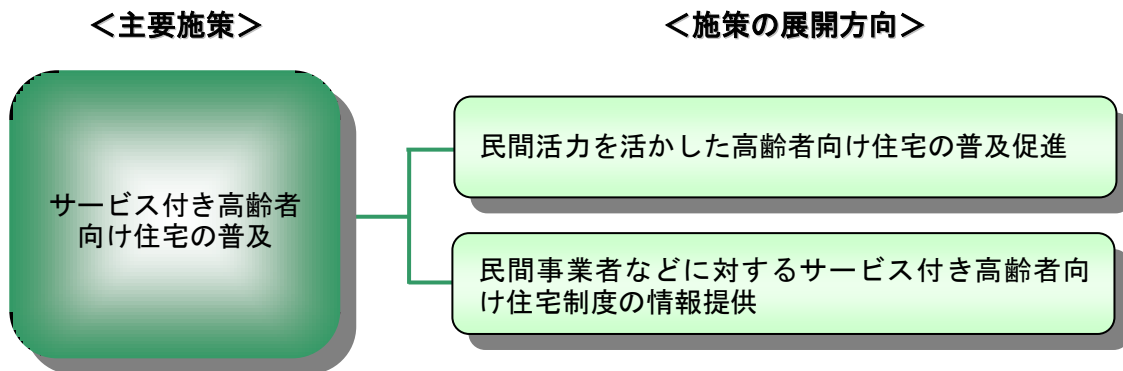 ＜主要施策＞
＜施策の展開方向＞
サービス付き高齢者
向け住宅の普及
民間活力を活かした高齢者向け住宅の普及促進
民間事業者などに対するサービス付き高齢者向
け住宅制度の情報提供